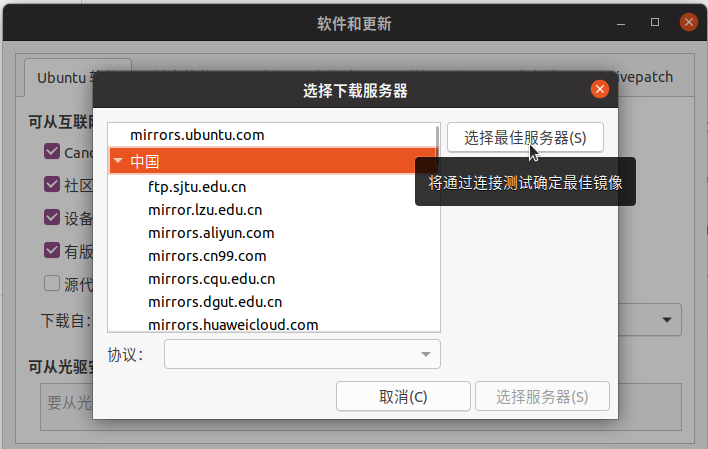 软件和更新
Ubuntu 软
ivepatch
选择下载服务器
可从互联网
mirrors.ubuntu.com
选择最佳服务器(S)
Cano
中国
将通过连接测试确定最佳镜像
社区
ftp.sjtu.edu.cn
mirror.lzu.edu.cn
设备
mirrors.aliyun.com
有版
mirrors.cn99.com
源代
mirrors.cqu.edu.cn
mirrors.dgut.edu.cn
下载自:
mirrors.huaweicloud.com
协议：
可从光驱安
取消(C)
选择服务器(S)
要从光